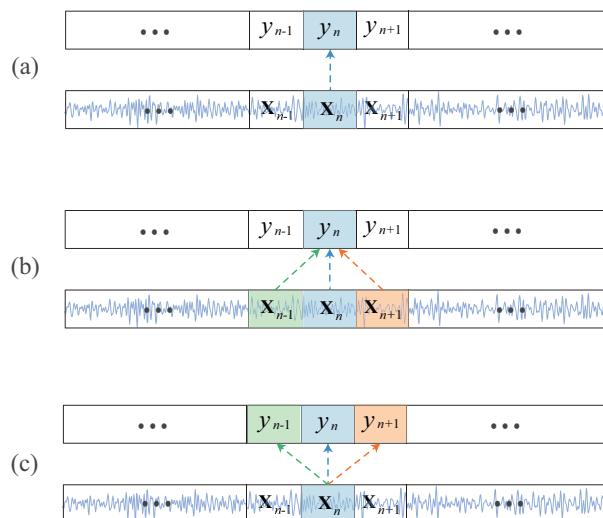 ... y_{n-1} y_n y_{n+1} ...
(a)
... X_{n-1} X_n X_{n+1} ...
... y_{n-1} y_n y_{n+1} ...
(b)
... X_{n-1} X_n X_{n+1} ...
... y_{n-1} y_n y_{n+1} ...
(c)
... X_{n-1} X_n X_{n+1} ...